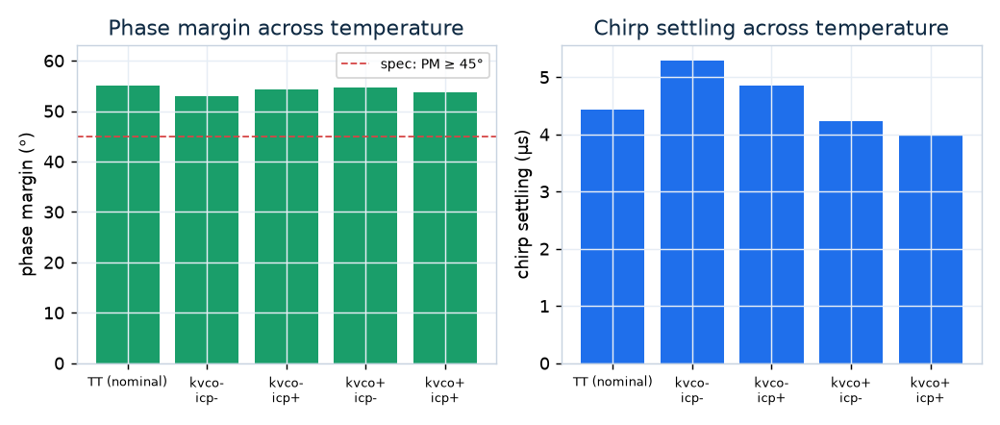 Phase margin across temperature
phase margin (°)
60
50
40
30
20
10
0
spec: PM ≥ 45°
TT (nominal)
kvco-
icp-
kvco-
icp+
kvco+
icp-
kvco+
icp+
Chirp settling across temperature
chirp settling (µs)
5
4
3
2
1
0
TT (nominal)
kvco-
icp-
kvco-
icp+
kvco+
icp-
kvco+
icp+